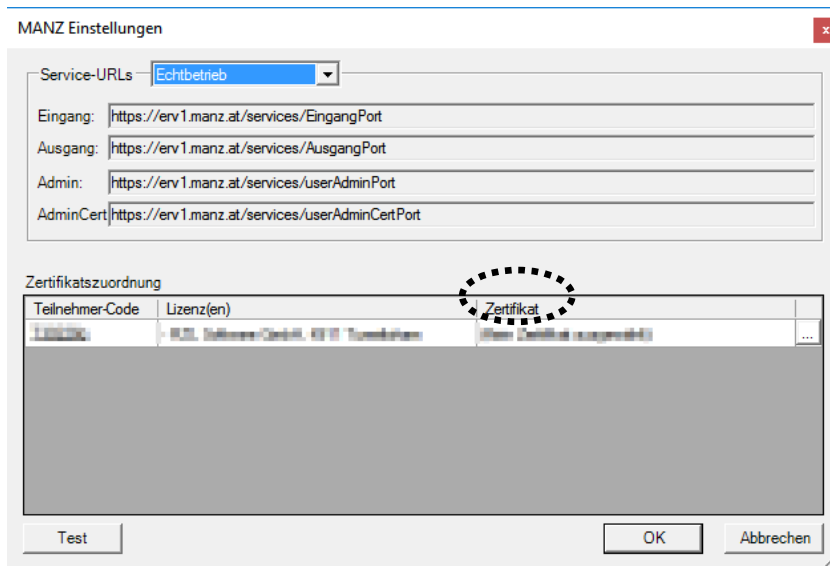 MANZ Einstellungen
x
Service-URLs Echtbetrieb
Eingang: https://erv1.manz.at/services/EingangPort
Ausgang: https://erv1.manz.at/services/AusgangPort
Admin: https://erv1.manz.at/services/userAdminPort
AdminCert https://erv1.manz.at/services/userAdminCertPort
Zertifikatszuordnung
Teilnehmer-Code Lizenz(en) Zertifikat
...
Test OK Abbrechen